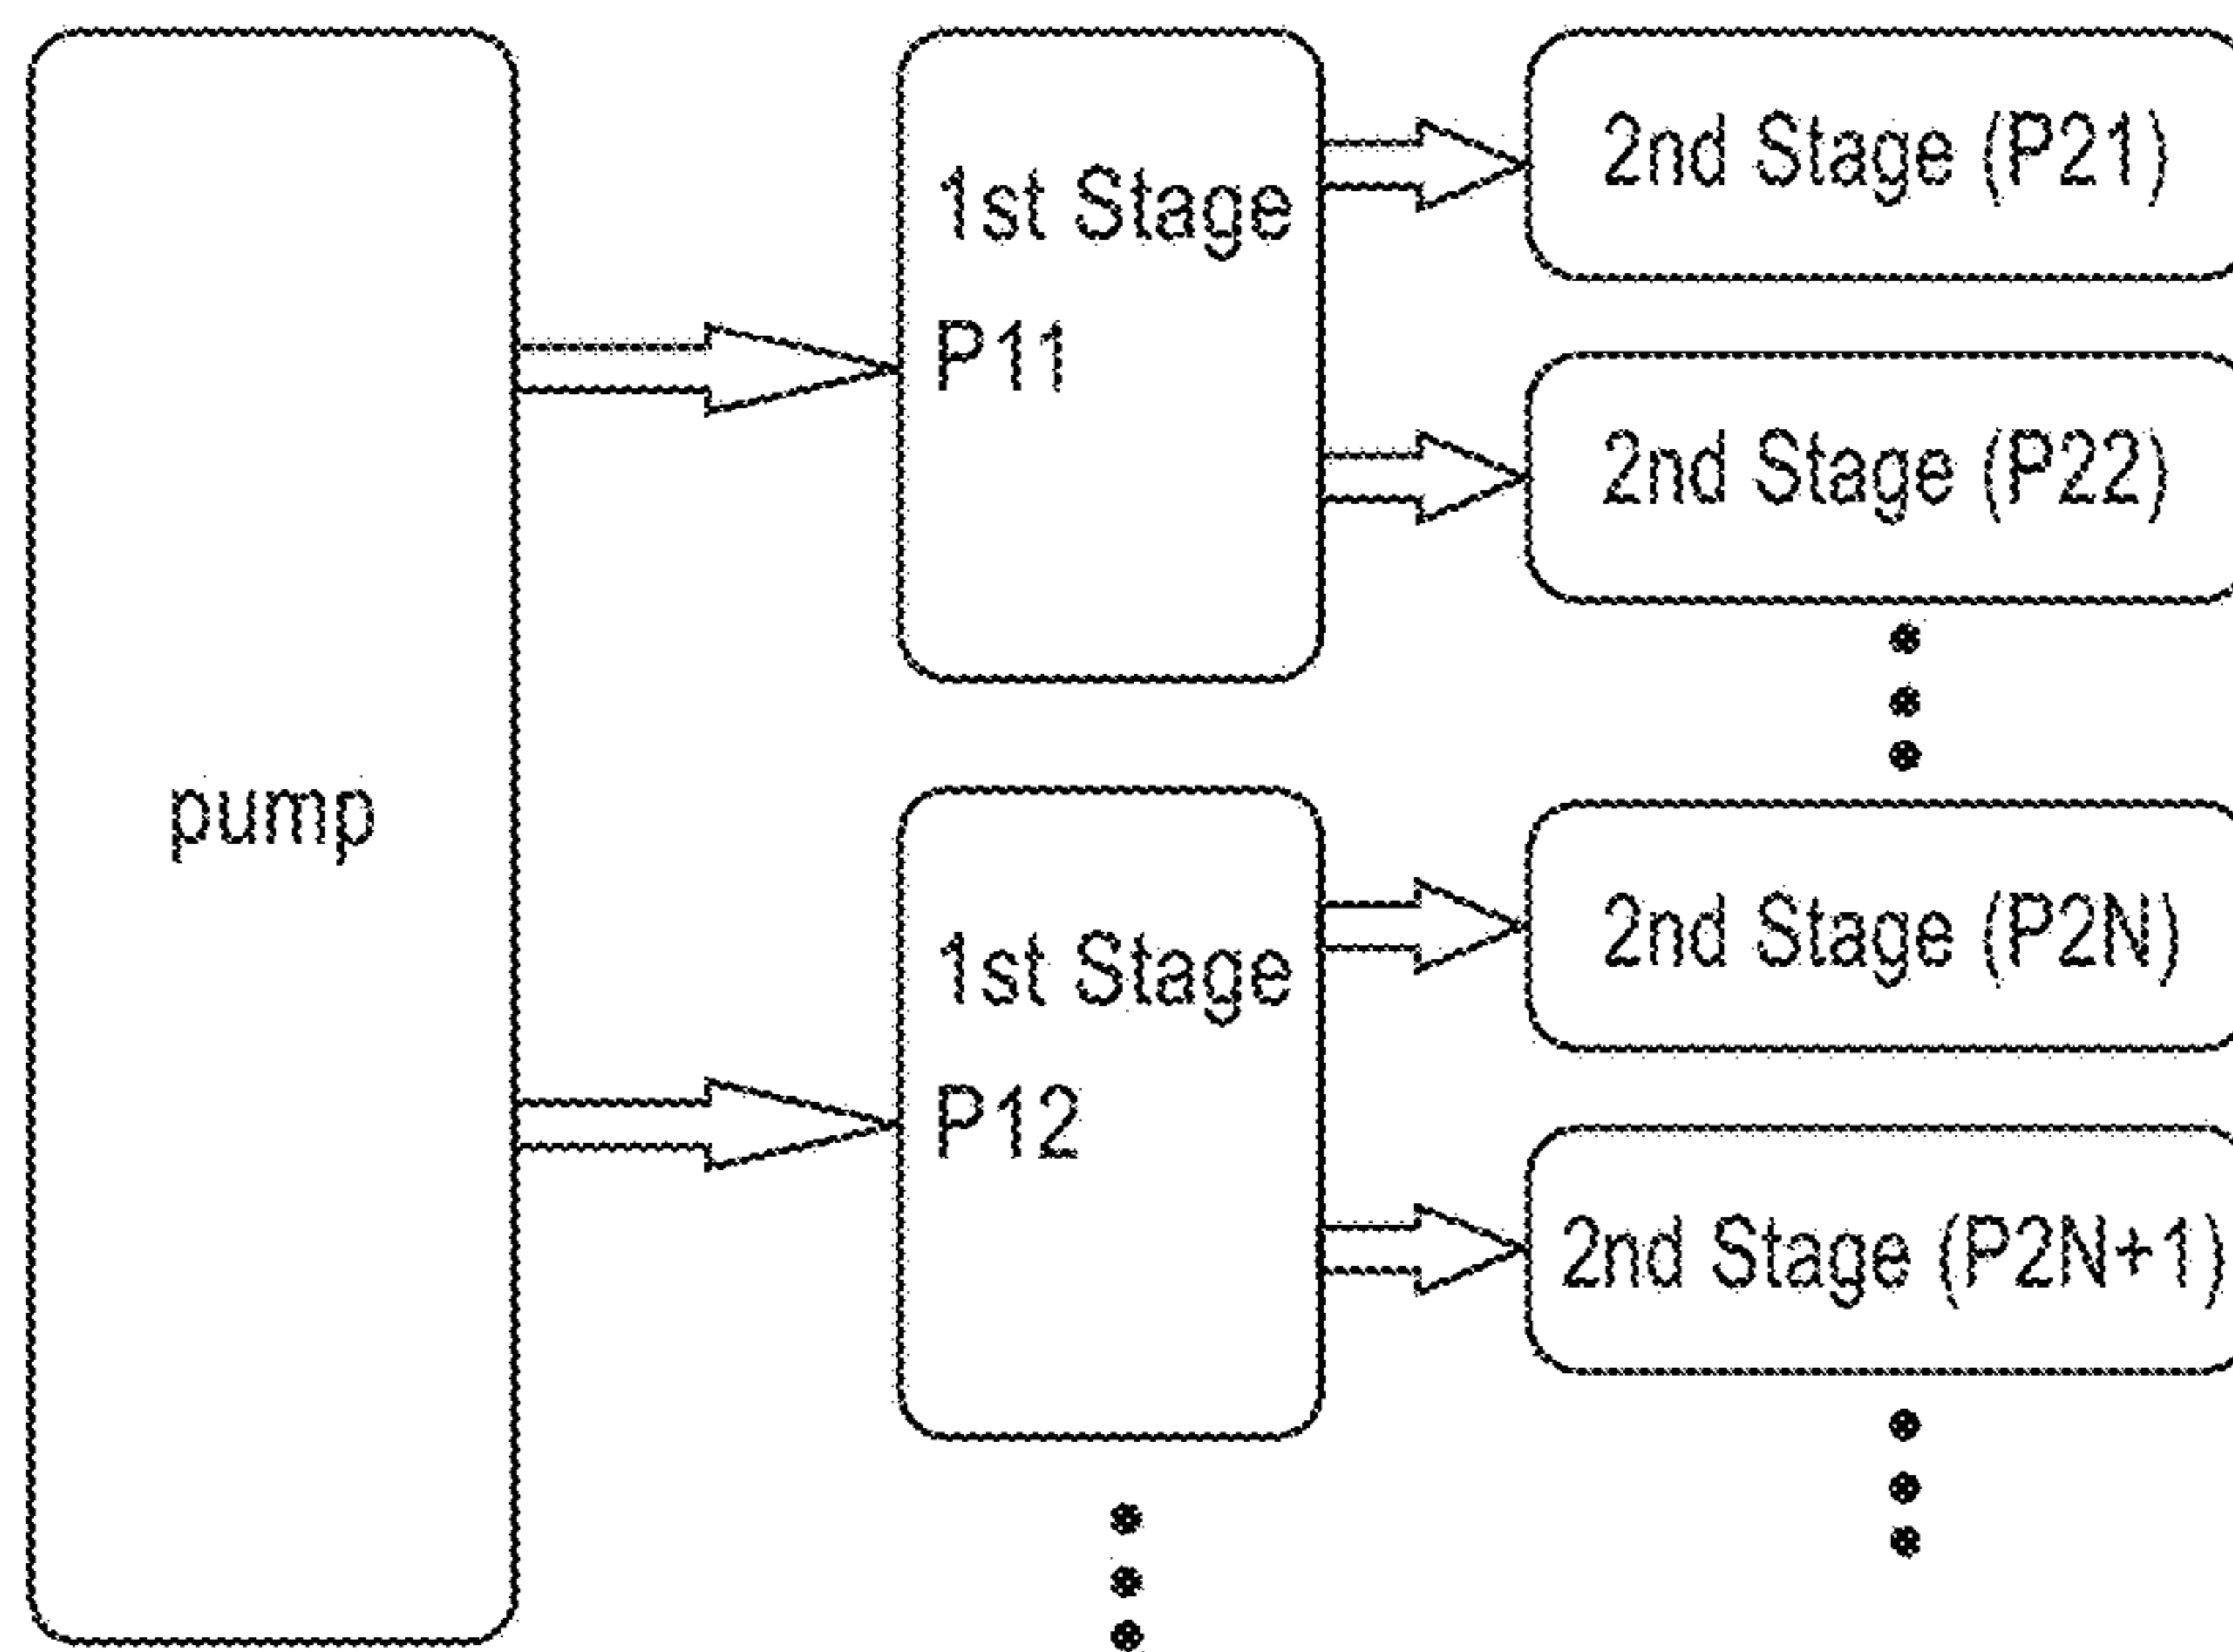 pump
1st Stage
P11
2nd Stage (P21)
2nd Stage (P22)
1st Stage
P12
2nd Stage (P2N)
2nd Stage (P2N+1)